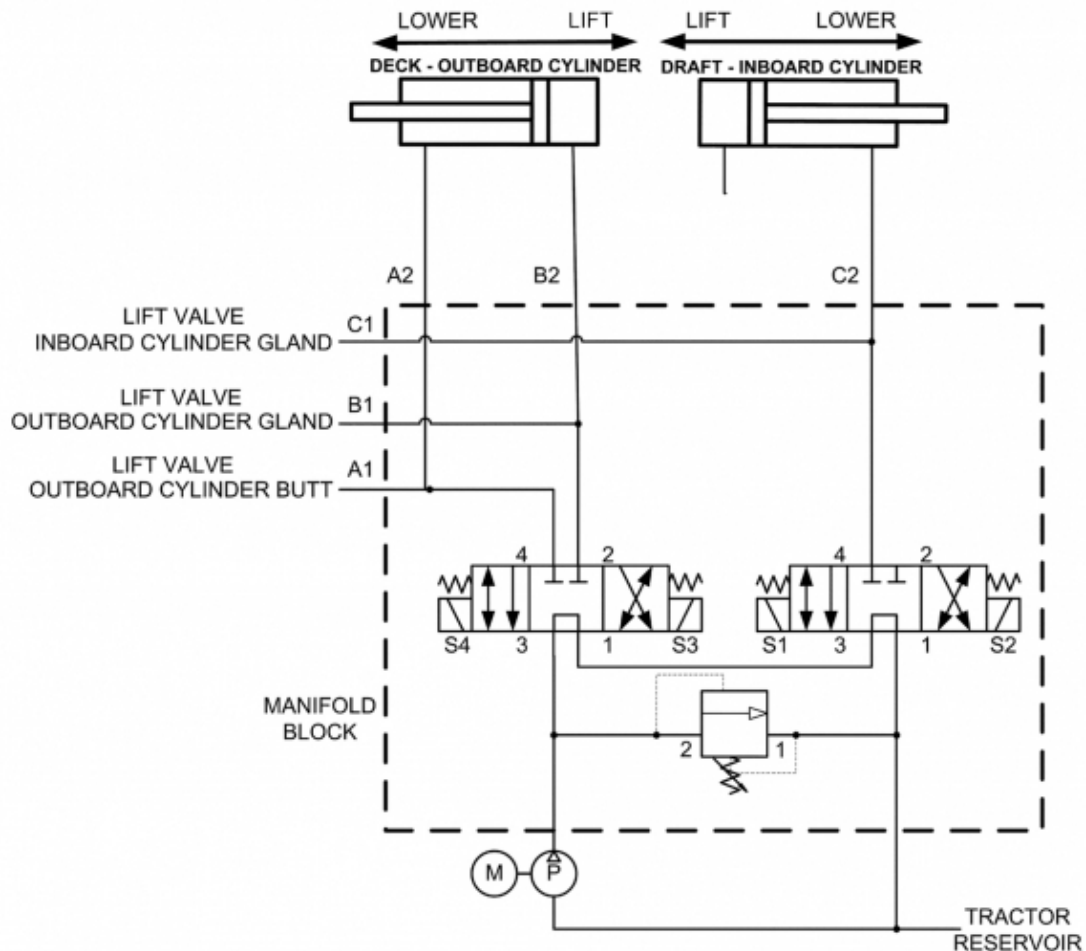 LOWER LIFT
LIFT LOWER
DECK - OUTBOARD CYLINDER
DRAFT - INBOARD CYLINDER
A2
B2
C2
LIFT VALVE
INBOARD CYLINDER GLAND
C1
LIFT VALVE
OUTBOARD CYLINDER GLAND
B1
LIFT VALVE
OUTBOARD CYLINDER BUTT
A1
4 2
S4 3 1 S3
4 2
S1 3 1 S2
MANIFOLD
BLOCK
2 1
M
P
TRACTOR
RESERVOIR